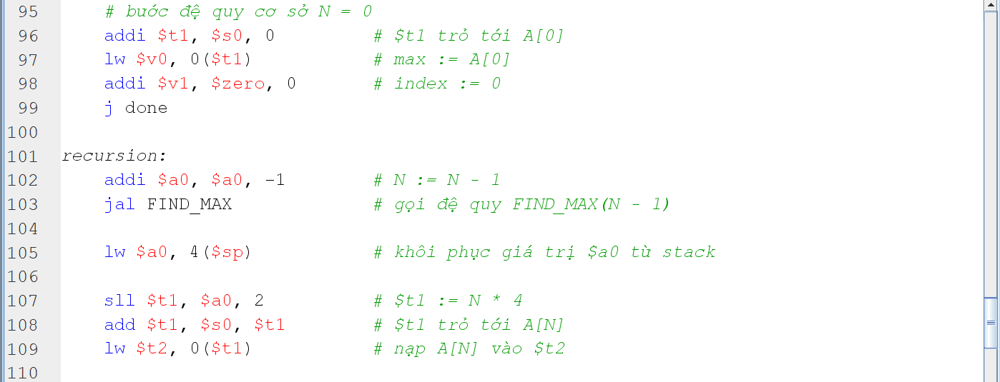 95 # bước đệ quy cơ sở N = 0
96 addi $t1, $s0, 0 # $t1 trỏ tới A[0]
97 lw $v0, 0($t1) # max := A[0]
98 addi $v1, $zero, 0 # index := 0
99 j done
100
101 recursion:
102 addi $a0, $a0, -1 # N := N - 1
103 jal FIND_MAX # gọi đệ quy FIND_MAX(N - 1)
104
105 lw $a0, 4($sp) # khôi phục giá trị $a0 từ stack
106
107 sll $t1, $a0, 2 # $t1 := N * 4
108 add $t1, $s0, $t1 # $t1 trỏ tới A[N]
109 lw $t2, 0($t1) # nạp A[N] vào $t2
110